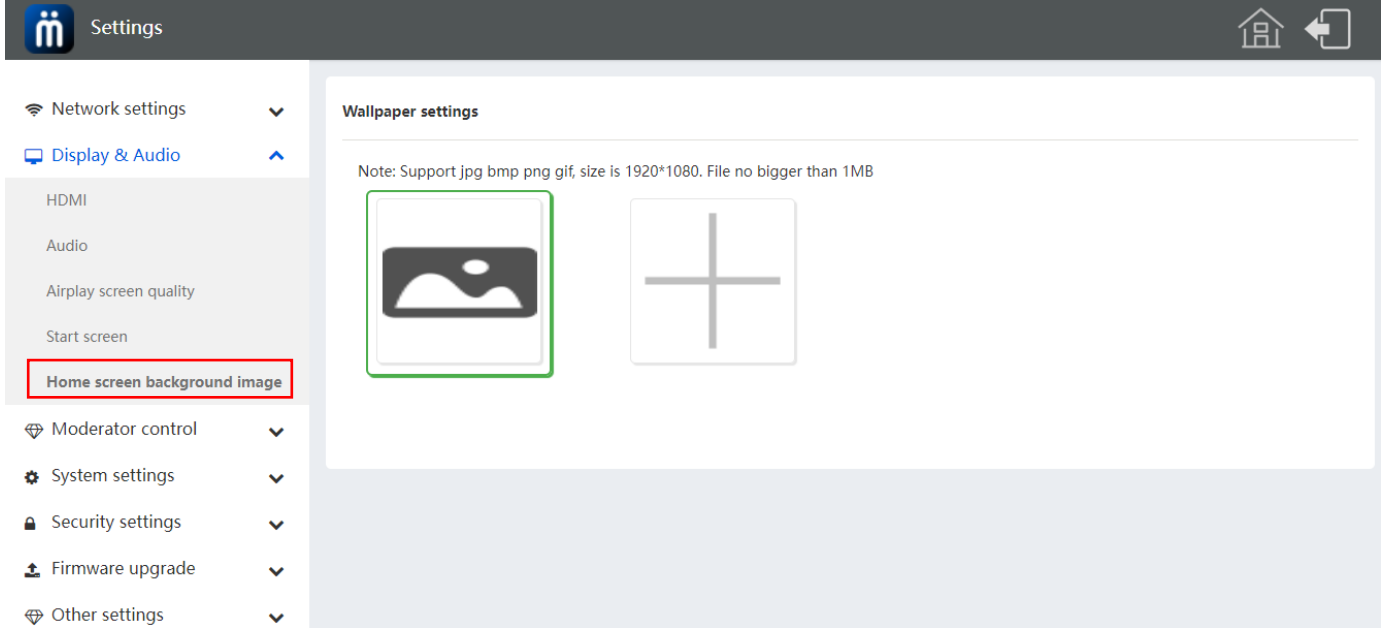 Settings
Network settings
Display & Audio
HDMI
Audio
Airplay screen quality
Start screen
Home screen background image
Moderator control
System settings
Security settings
Firmware upgrade
Other settings
Wallpaper settings
Note: Support jpg bmp png gif, size is 1920*1080. File no bigger than 1MB